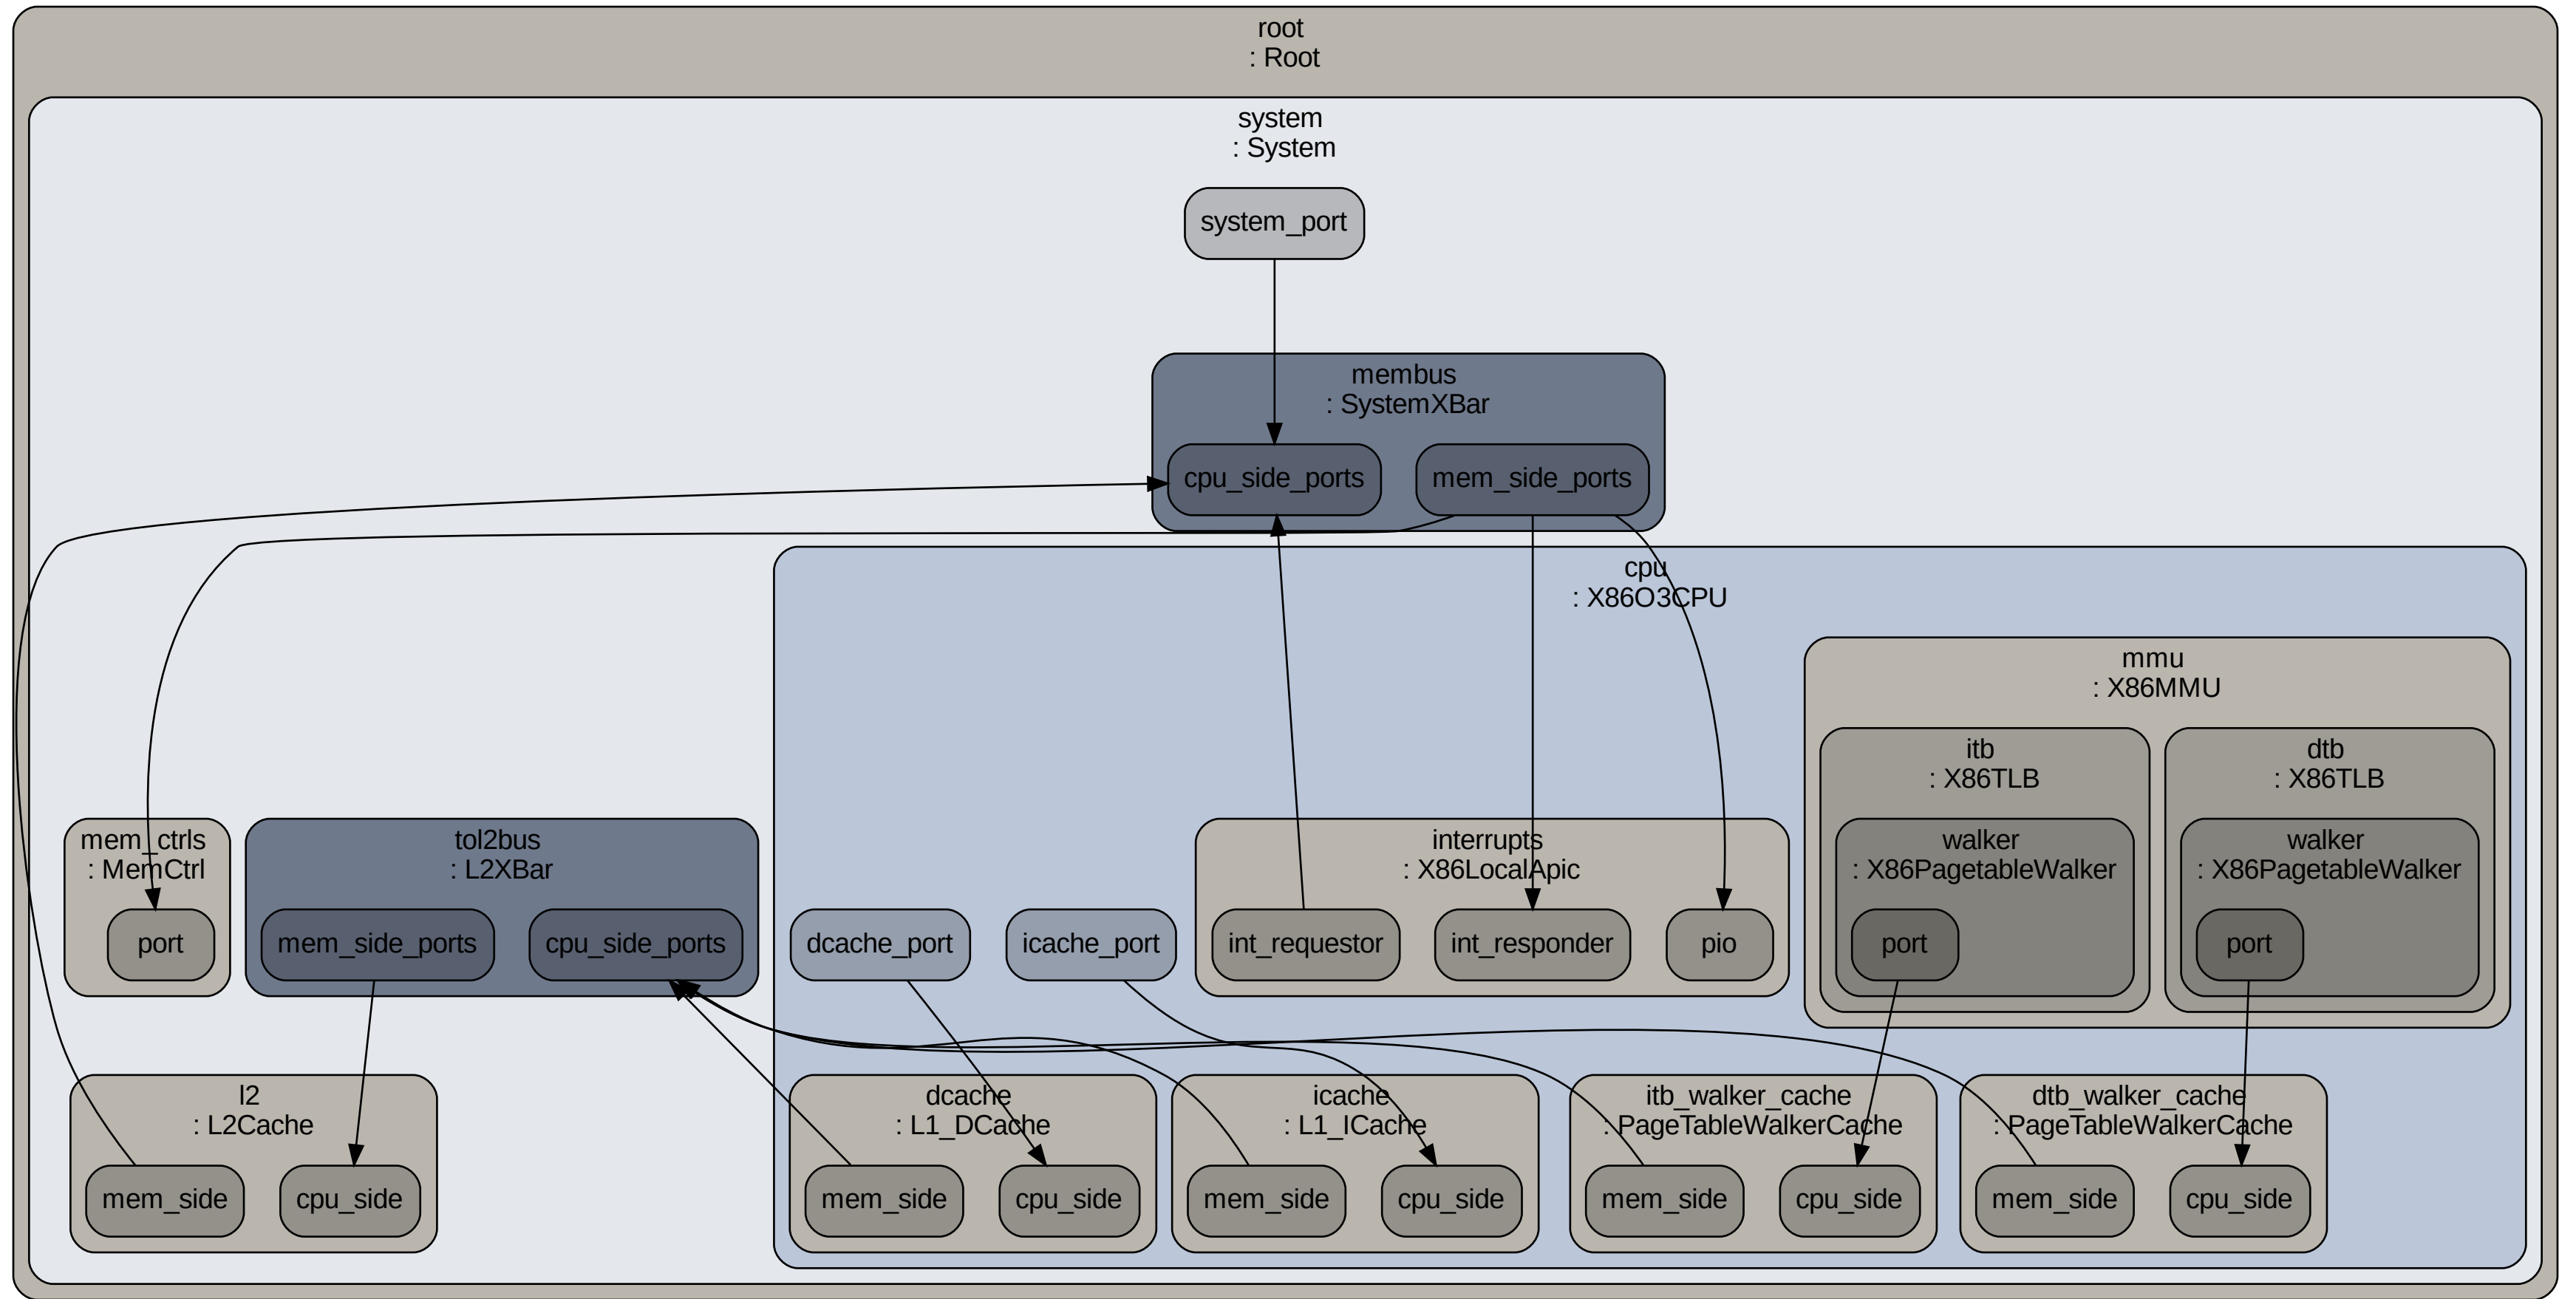 root
: Root
system
: System
system_port
membus
: SystemXBar
cpu_side_ports
mem_side_ports
cpu
: X86O3CPU
mmu
: X86MMU
itb
: X86TLB
dtb
: X86TLB
mem_ctrls
: MemCtrl
tol2bus
: L2XBar
interrupts
: X86LocalApic
walker
: X86PagetableWalker
walker
: X86PagetableWalker
port
mem_side_ports
cpu_side_ports
dcache_port
icache_port
int_requestor
int_responder
pio
port
port
l2
: L2Cache
dcache
: L1_DCache
icache
: L1_ICache
itb_walker_cache
: PageTableWalkerCache
dtb_walker_cache
: PageTableWalkerCache
mem_side
cpu_side
mem_side
cpu_side
mem_side
cpu_side
mem_side
cpu_side
mem_side
cpu_side